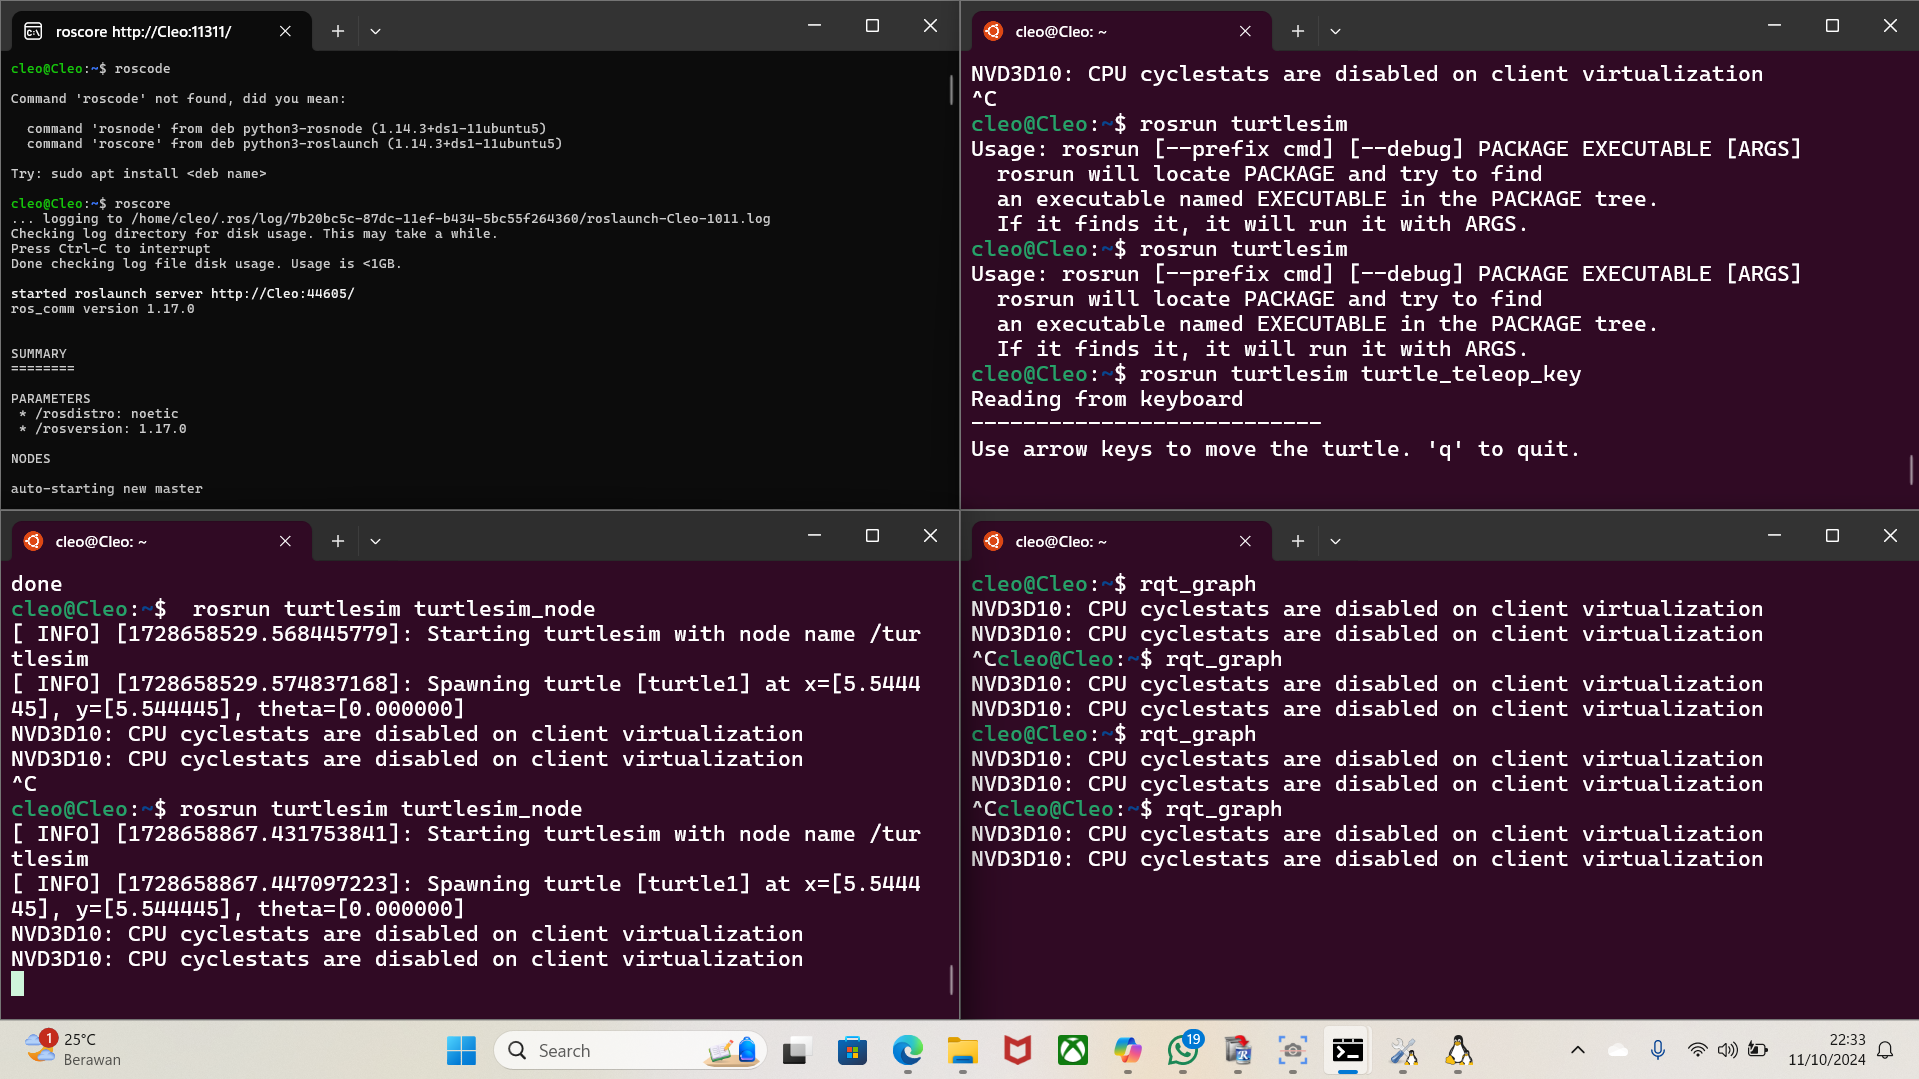 roscore http://Cleo:11311/
cleo@Cleo:~$ roscode
Command 'roscode' not found, did you mean:
command 'rosnode' from deb python3-rosnode (1.14.3+ds1-11ubuntu5)
command 'roscore' from deb python3-roslaunch (1.14.3+ds1-11ubuntu5)
Try: sudo apt install <deb name>
cleo@Cleo:~$ roscore
... logging to /home/cleo/.ros/log/7b20bc5c-87dc-11ef-b434-5bc55f264360/roslaunch-Cleo-1011.log
Checking log directory for disk usage. This may take a while.
Press Ctrl-C to interrupt
Done checking log file disk usage. Usage is <1GB.
started roslaunch server http://Cleo:44605/
ros_comm version 1.17.0
SUMMARY
========
PARAMETERS
* /rosdistro: noetic
* /rosversion: 1.17.0
NODES
auto-starting new master
cleo@Cleo: ~
NVD3D10: CPU cyclestats are disabled on client virtualization
^C
cleo@Cleo:~$ rosrun turtlesim
Usage: rosrun [--prefix cmd] [--debug] PACKAGE EXECUTABLE [ARGS]
rosrun will locate PACKAGE and try to find
an executable named EXECUTABLE in the PACKAGE tree.
If it finds it, it will run it with ARGS.
cleo@Cleo:~$ rosrun turtlesim
Usage: rosrun [--prefix cmd] [--debug] PACKAGE EXECUTABLE [ARGS]
rosrun will locate PACKAGE and try to find
an executable named EXECUTABLE in the PACKAGE tree.
If it finds it, it will run it with ARGS.
cleo@Cleo:~$ rosrun turtlesim turtle_teleop_key
Reading from keyboard
---------------------------
Use arrow keys to move the turtle. 'q' to quit.
cleo@Cleo: ~
done
cleo@Cleo:~$  rosrun turtlesim turtlesim_node
[ INFO] [1728658529.568445779]: Starting turtlesim with node name /tur
tlesim
[ INFO] [1728658529.574837168]: Spawning turtle [turtle1] at x=[5.5444
45], y=[5.544445], theta=[0.000000]
NVD3D10: CPU cyclestats are disabled on client virtualization
NVD3D10: CPU cyclestats are disabled on client virtualization
^C
cleo@Cleo:~$ rosrun turtlesim turtlesim_node
[ INFO] [1728658867.431753841]: Starting turtlesim with node name /tur
tlesim
[ INFO] [1728658867.447097223]: Spawning turtle [turtle1] at x=[5.5444
45], y=[5.544445], theta=[0.000000]
NVD3D10: CPU cyclestats are disabled on client virtualization
NVD3D10: CPU cyclestats are disabled on client virtualization
cleo@Cleo: ~
cleo@Cleo:~$ rqt_graph
NVD3D10: CPU cyclestats are disabled on client virtualization
NVD3D10: CPU cyclestats are disabled on client virtualization
^Ccleo@Cleo:~$ rqt_graph
NVD3D10: CPU cyclestats are disabled on client virtualization
NVD3D10: CPU cyclestats are disabled on client virtualization
cleo@Cleo:~$ rqt_graph
NVD3D10: CPU cyclestats are disabled on client virtualization
NVD3D10: CPU cyclestats are disabled on client virtualization
^Ccleo@Cleo:~$ rqt_graph
NVD3D10: CPU cyclestats are disabled on client virtualization
NVD3D10: CPU cyclestats are disabled on client virtualization
1
25°C
Berawan
Search
19
22:33
11/10/2024